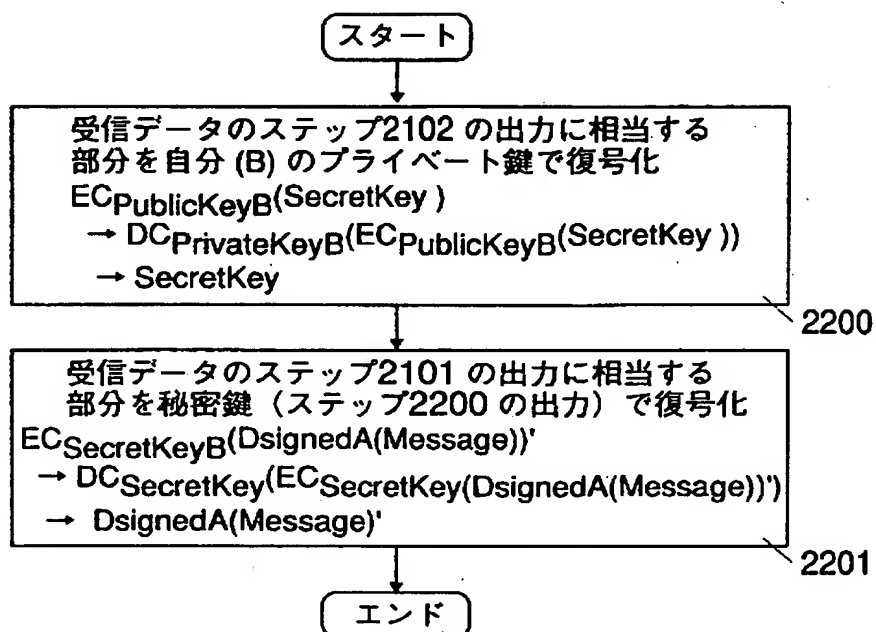 スタート
受信データのステップ2102 の出力に相当する
部分を自分 (B) のプライベート鍵で復号化
ECPublicKeyB(SecretKey )
→ DCPrivateKeyB(ECPublicKeyB(SecretKey ))
→ SecretKey
2200
受信データのステップ2101 の出力に相当する
部分を秘密鍵（ステップ2200 の出力）で復号化
ECSecretKeyB(DsignedA(Message))'
→ DCSecretKey(ECSecretKey(DsignedA(Message))')
→ DsignedA(Message)'
2201
エンド